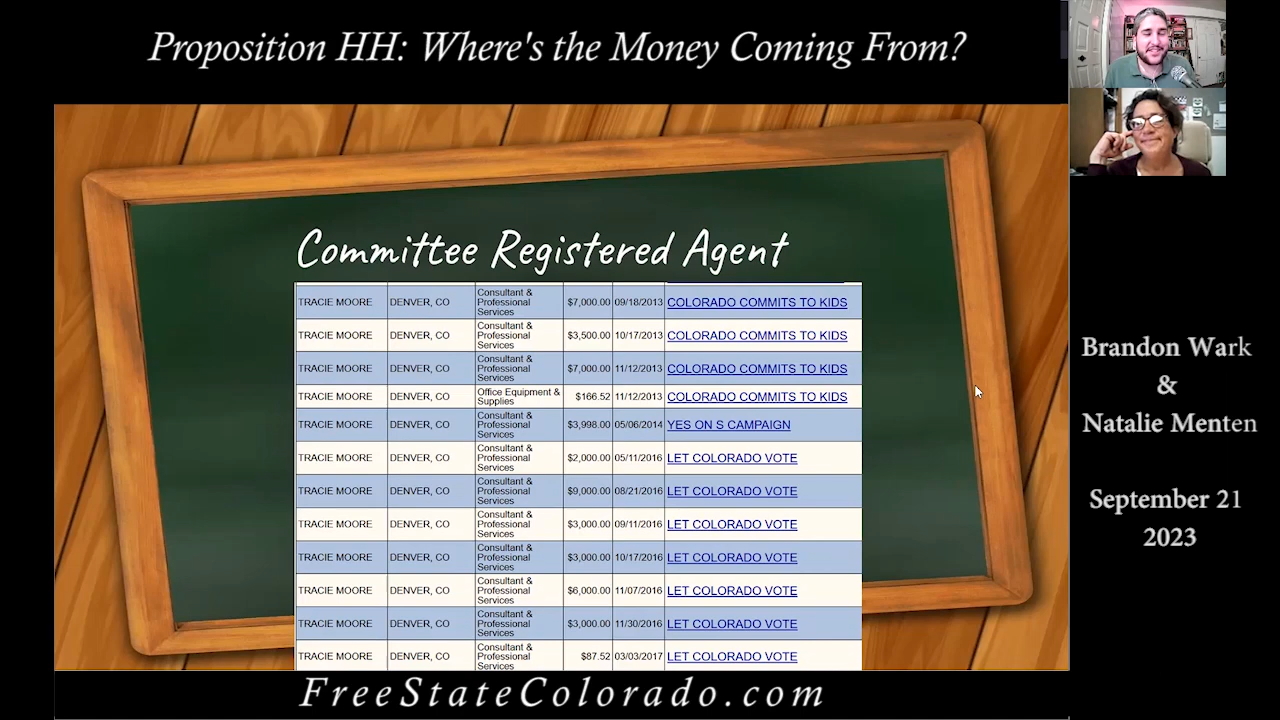 Proposition HH: Where's the Money Coming From?
Committee Registered Agent
TRACIE MOORE DENVER, CO Consultant & Professional Services $7,000.00 09/18/2013 COLORADO COMMITS TO KIDS
TRACIE MOORE DENVER, CO Consultant & Professional Services $3,500.00 10/17/2013 COLORADO COMMITS TO KIDS
TRACIE MOORE DENVER, CO Consultant & Professional Services $7,000.00 11/12/2013 COLORADO COMMITS TO KIDS
TRACIE MOORE DENVER, CO Office Equipment & Supplies $166.52 11/12/2013 COLORADO COMMITS TO KIDS
TRACIE MOORE DENVER, CO Consultant & Professional Services $3,998.00 05/06/2014 YES ON S CAMPAIGN
TRACIE MOORE DENVER, CO Consultant & Professional Services $2,000.00 05/11/2016 LET COLORADO VOTE
TRACIE MOORE DENVER, CO Consultant & Professional Services $9,000.00 08/21/2016 LET COLORADO VOTE
TRACIE MOORE DENVER, CO Consultant & Professional Services $3,000.00 09/11/2016 LET COLORADO VOTE
TRACIE MOORE DENVER, CO Consultant & Professional Services $3,000.00 10/17/2016 LET COLORADO VOTE
TRACIE MOORE DENVER, CO Consultant & Professional Services $6,000.00 11/07/2016 LET COLORADO VOTE
TRACIE MOORE DENVER, CO Consultant & Professional Services $3,000.00 11/30/2016 LET COLORADO VOTE
TRACIE MOORE DENVER, CO Consultant & Professional Services $87.52 03/03/2017 LET COLORADO VOTE
Brandon Wark
&
Natalie Menten
September 21
2023
FreeStateColorado.com